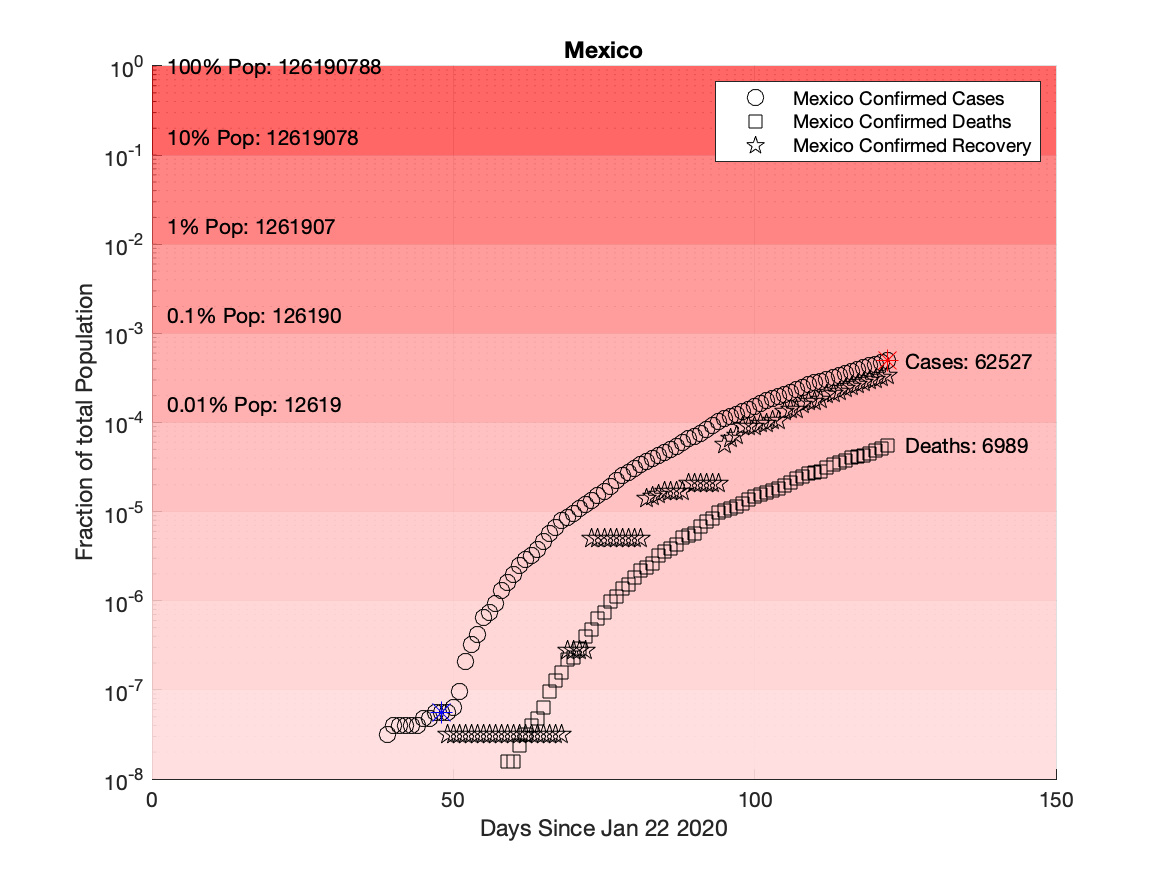 Mexico
10^0
100% Pop: 126190788
Mexico Confirmed Cases
Mexico Confirmed Deaths
Mexico Confirmed Recovery
10% Pop: 12619078
10^-1
1% Pop: 1261907
10^-2
0.1% Pop: 126190
10^-3
Cases: 62527
0.01% Pop: 12619
10^-4
Deaths: 6989
10^-5
10^-6
10^-7
10^-8
Fraction of total Population
0 50 100 150
Days Since Jan 22 2020